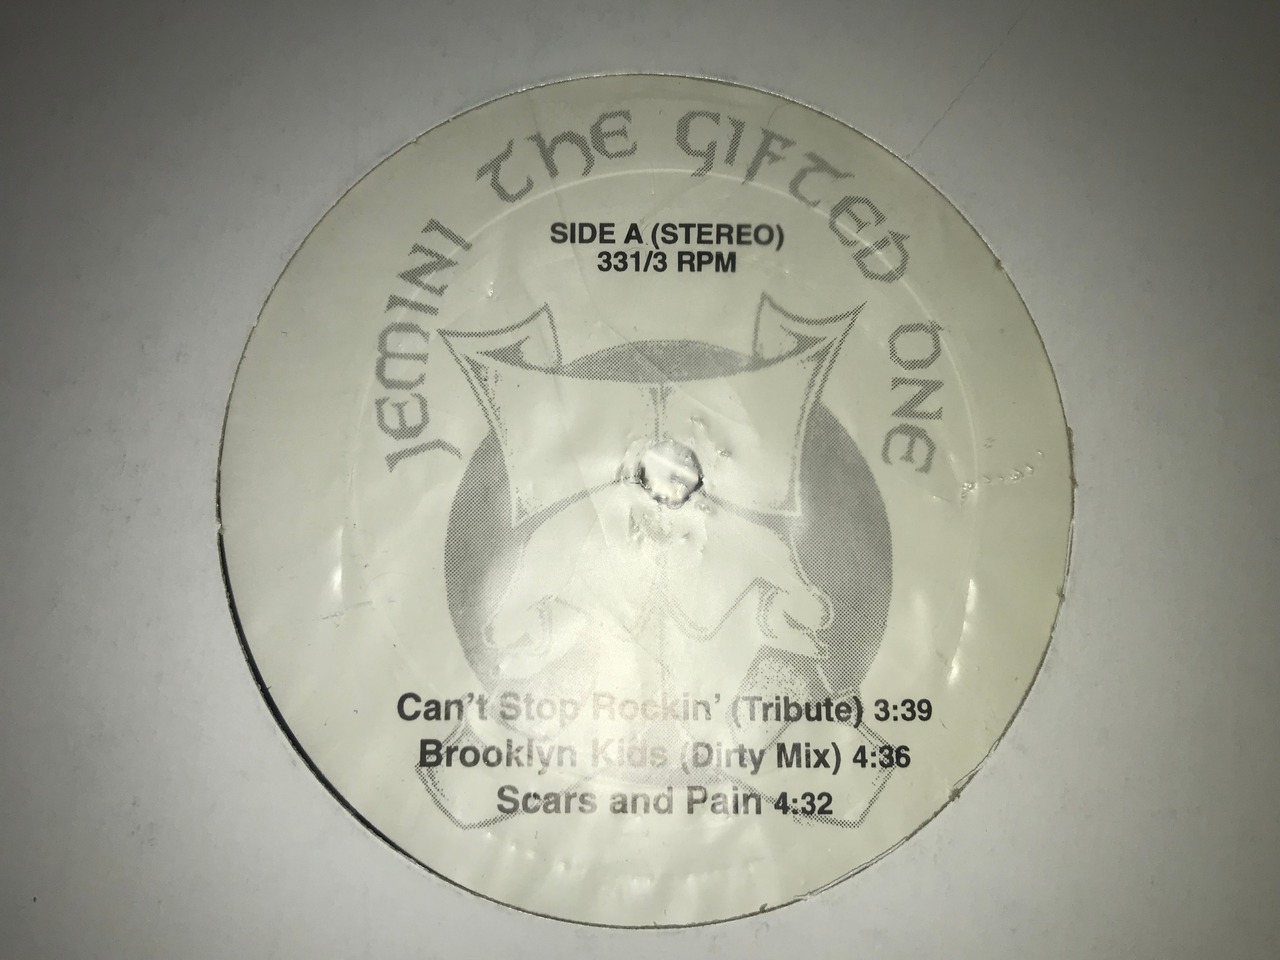 JEMINI THE GIFTED ONE
SIDE A (STEREO)
331/3 RPM
Can't Stop Rockin' (Tribute) 3:39
Brooklyn Kids (Dirty Mix) 4:36
Scars and Pain 4:32